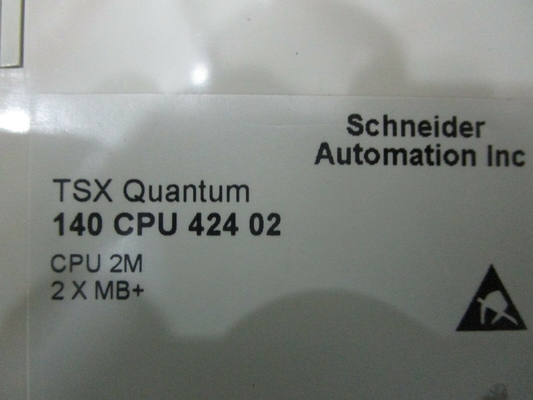 Schneider
Automation Inc
TSX Quantum
140 CPU 424 02
CPU 2M
2 X MB+